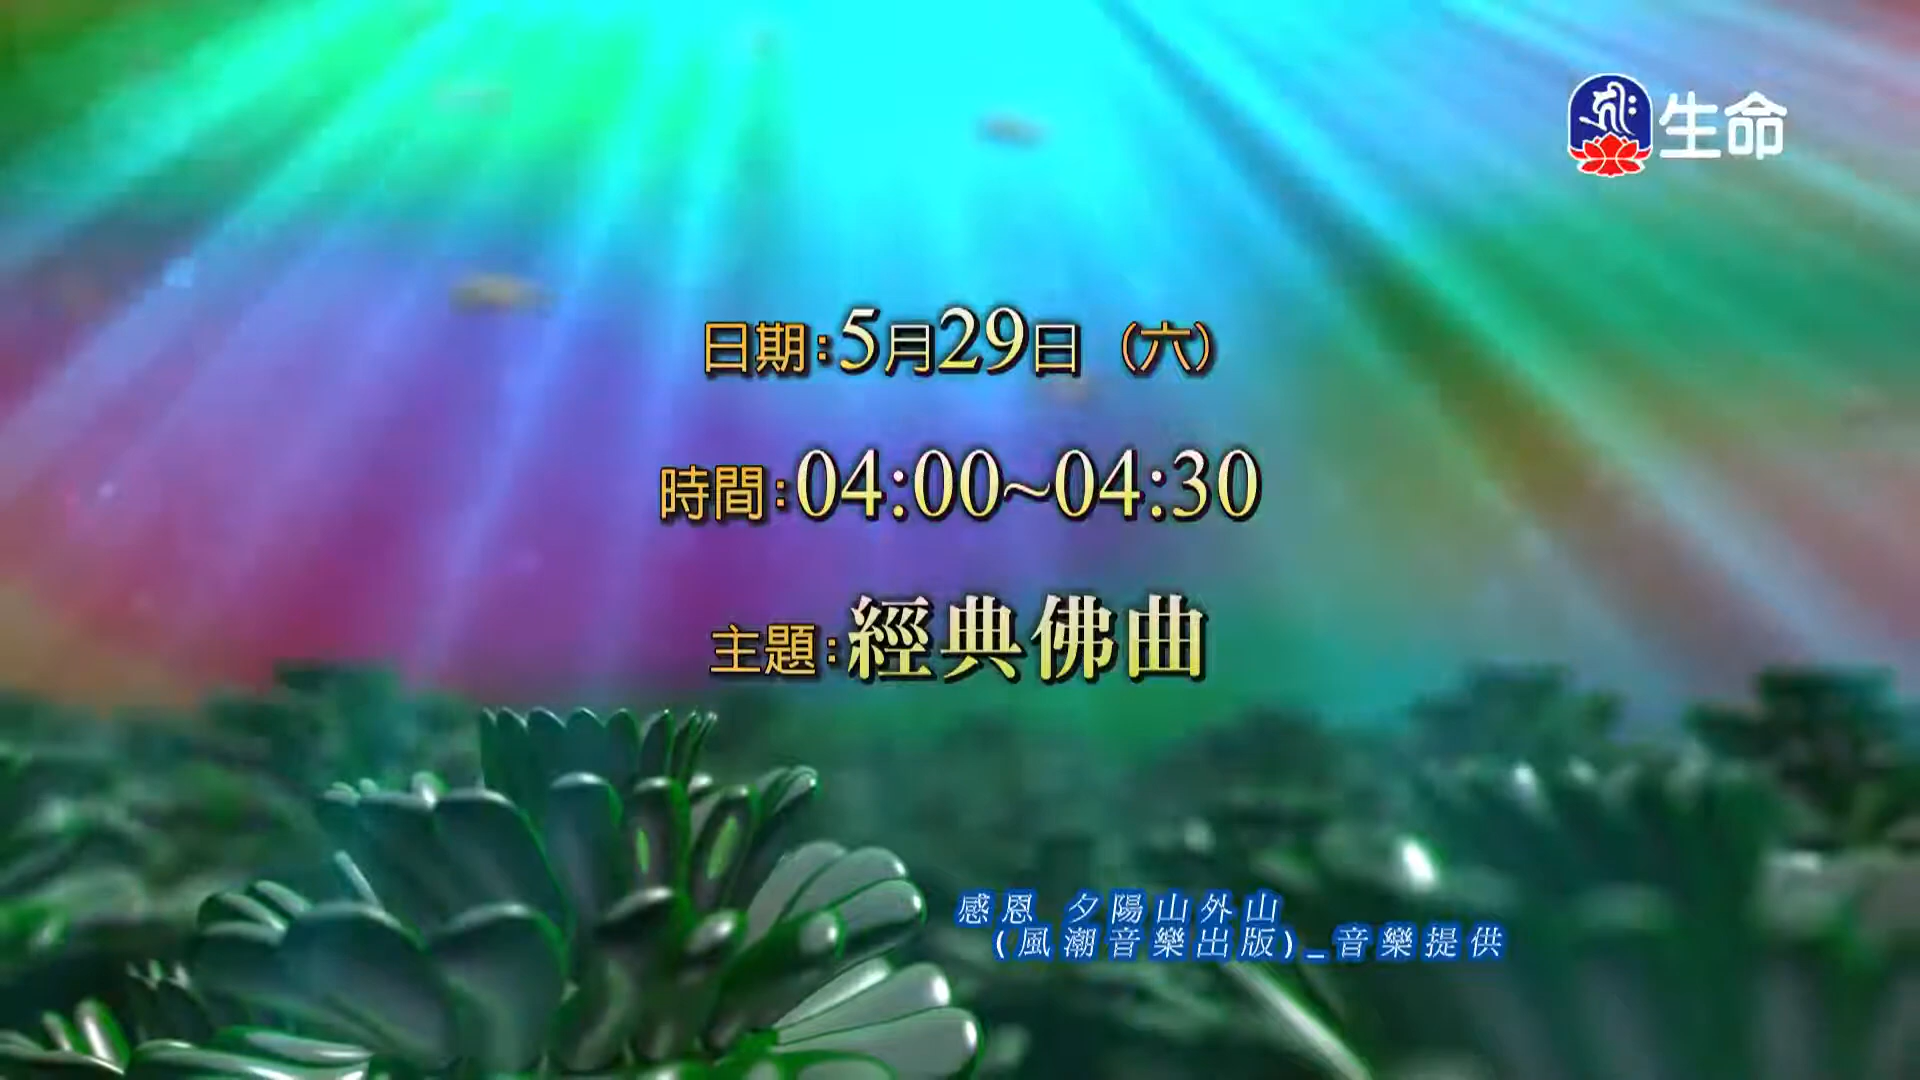 生命
日期:5月29日 (六)
時間:04:00~04:30
主題:經典佛曲
感恩 夕陽山外山
(風潮音樂出版)_音樂提供